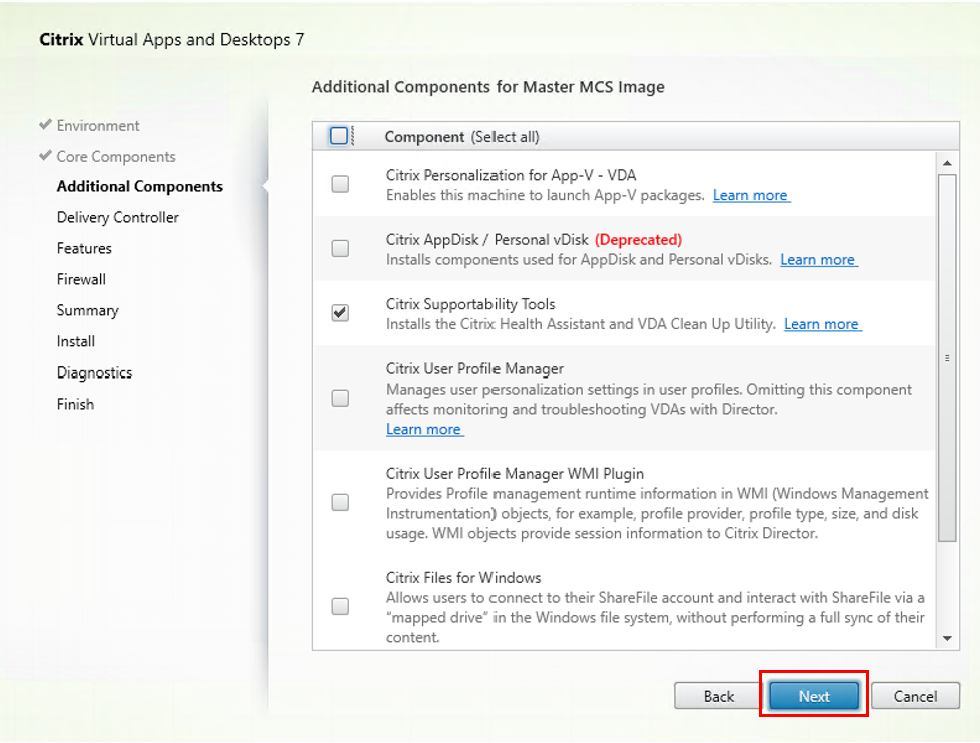 Citrix Virtual Apps and Desktops 7
Additional Components for Master MCS Image
Environment
Core Components
Additional Components
Delivery Controller
Features
Firewall
Summary
Install
Diagnostics
Finish
Component (Select all)
Citrix Personalization for App-V - VDA
Enables this machine to launch App-V packages. Learn more
Citrix AppDisk / Personal vDisk (Deprecated)
Installs components used for AppDisk and Personal vDisks. Learn more
Citrix Supportability Tools
Installs the Citrix Health Assistant and VDA Clean Up Utility. Learn more
Citrix User Profile Manager
Manages user personalization settings in user profiles. Omitting this component
affects monitoring and troubleshooting VDAs with Director.
Learn more
Citrix User Profile Manager WMI Plugin
Provides Profile management runtime information in WMI (Windows Management
Instrumentation) objects, for example, profile provider, profile type, size, and disk
usage. WMI objects provide session information to Citrix Director.
Citrix Files for Windows
Allows users to connect to their ShareFile account and interact with ShareFile via a
“mapped drive” in the Windows file system, without performing a full sync of their
content.
Back Next Cancel